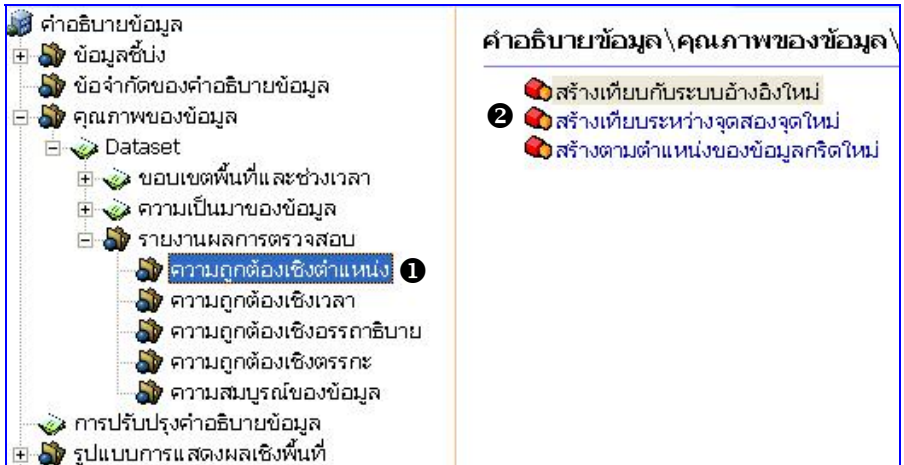 คำอธิบายข้อมูล
ข้อมูลชี้บ่ง
ข้อจำกัดของคำอธิบายข้อมูล
คุณภาพของข้อมูล
Dataset
ขอบเขตพื้นที่และช่วงเวลา
ความเป็นมาของข้อมูล
รายงานผลการตรวจสอบ
ความถูกต้องเชิงตำแหน่ง ❶
ความถูกต้องเชิงเวลา
ความถูกต้องเชิงอรรถาธิบาย
ความถูกต้องเชิงตรรกะ
ความสมบูรณ์ของข้อมูล
การปรับปรุงคำอธิบายข้อมูล
รูปแบบการแสดงผลเชิงพื้นที่
คำอธิบายข้อมูล\คุณภาพของข้อมูล\
สร้างเทียบกับระบบอ้างอิงใหม่
❷ สร้างเทียบระหว่างจุดสองจุดใหม่
สร้างตามตำแหน่งของข้อมูลกริดใหม่